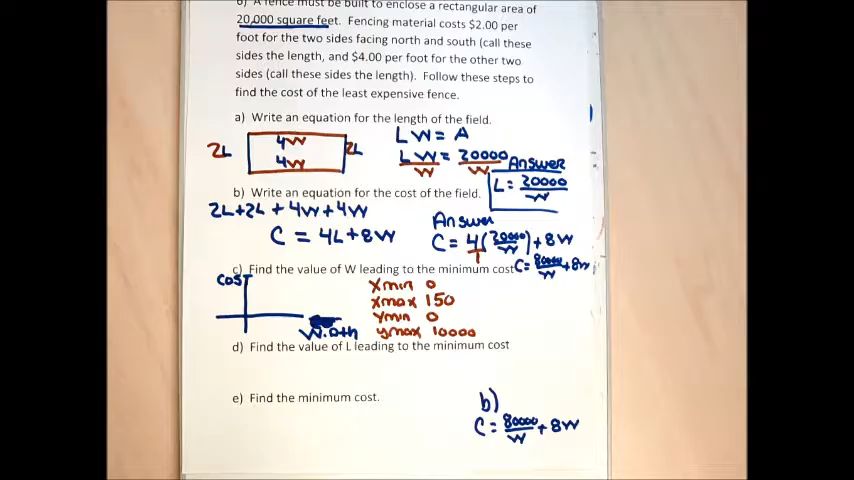 6) A fence must be built to enclose a rectangular area of
20,000 square feet. Fencing material costs $2.00 per
foot for the two sides facing north and south (call these
sides the length, and $4.00 per foot for the other two
sides (call these sides the length). Follow these steps to
find the cost of the least expensive fence.
a) Write an equation for the length of the field.
LW = A
2L 4W 2L
4W
LW = 20000
W W
Answer
L = 20000
W
b) Write an equation for the cost of the field.
2L+2L + 4W+4W
C = 4L+8W
Answer
C = 4(20000/W)+8W
1
C = 80000/W +8W
c) Find the value of W leading to the minimum cost
COST
Width
Xmin 0
Xmax 150
Ymin 0
ymax 10000
d) Find the value of L leading to the minimum cost
e) Find the minimum cost.
b)
C = 80000/W +8W